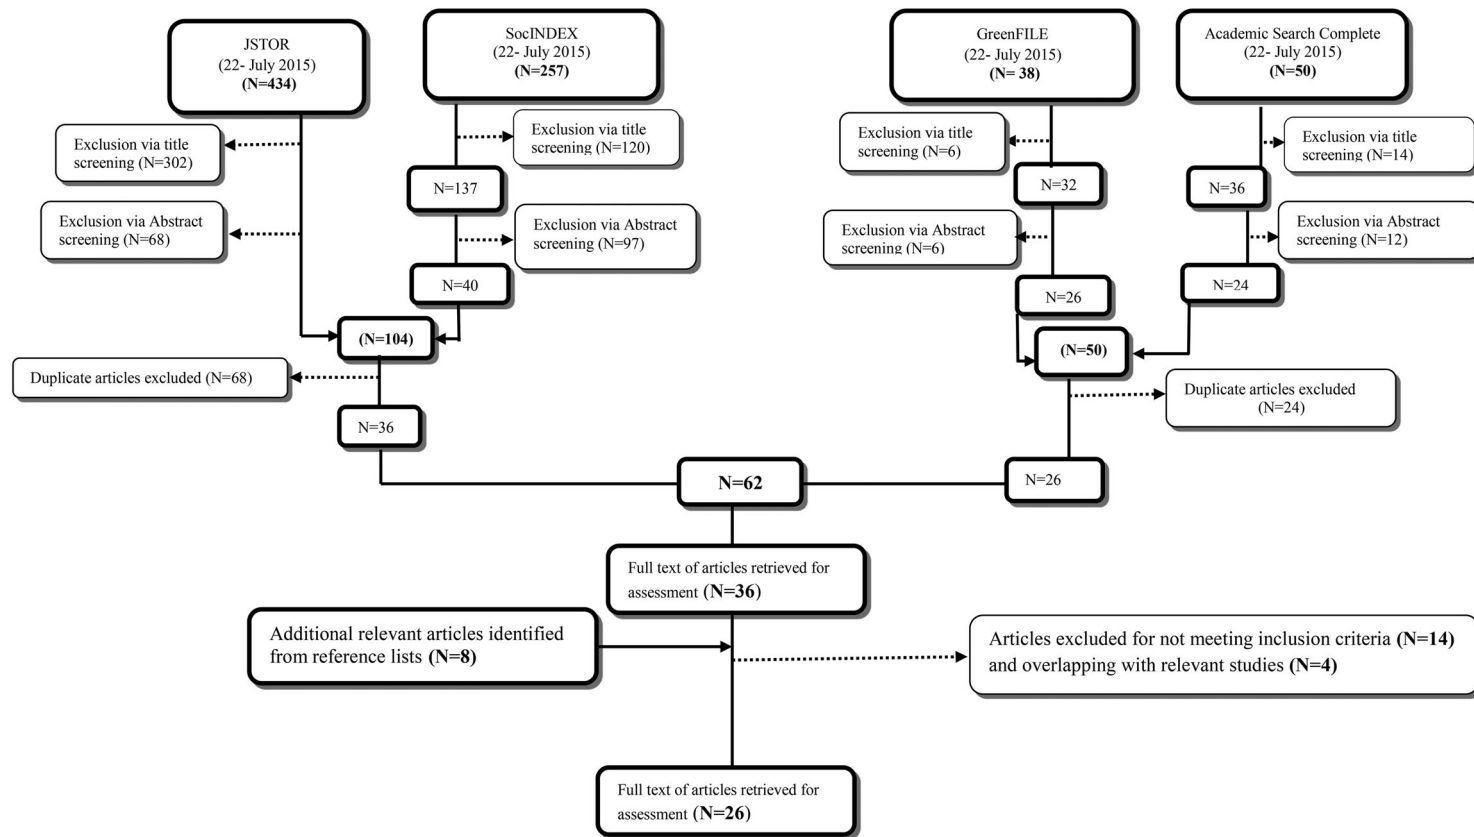 JSTOR
(22- July 2015)
(N=434)
SocINDEX
(22- July 2015)
(N=257)
GreenFILE
(22- July 2015)
(N= 38)
Academic Search Complete
(22- July 2015)
(N=50)
Exclusion via title
screening (N=302)
Exclusion via title
screening (N=120)
Exclusion via title
screening (N=6)
Exclusion via title
screening (N=14)
N=137
N=32
N=36
Exclusion via Abstract
screening (N=68)
Exclusion via Abstract
screening (N=97)
Exclusion via Abstract
screening (N=6)
Exclusion via Abstract
screening (N=12)
N=40
N=26
N=24
(N=104)
(N=50)
Duplicate articles excluded (N=68)
Duplicate articles excluded
(N=24)
N=36
N=62
N=26
Full text of articles retrieved for
assessment (N=36)
Additional relevant articles identified
from reference lists (N=8)
Articles excluded for not meeting inclusion criteria (N=14)
and overlapping with relevant studies (N=4)
Full text of articles retrieved for
assessment (N=26)